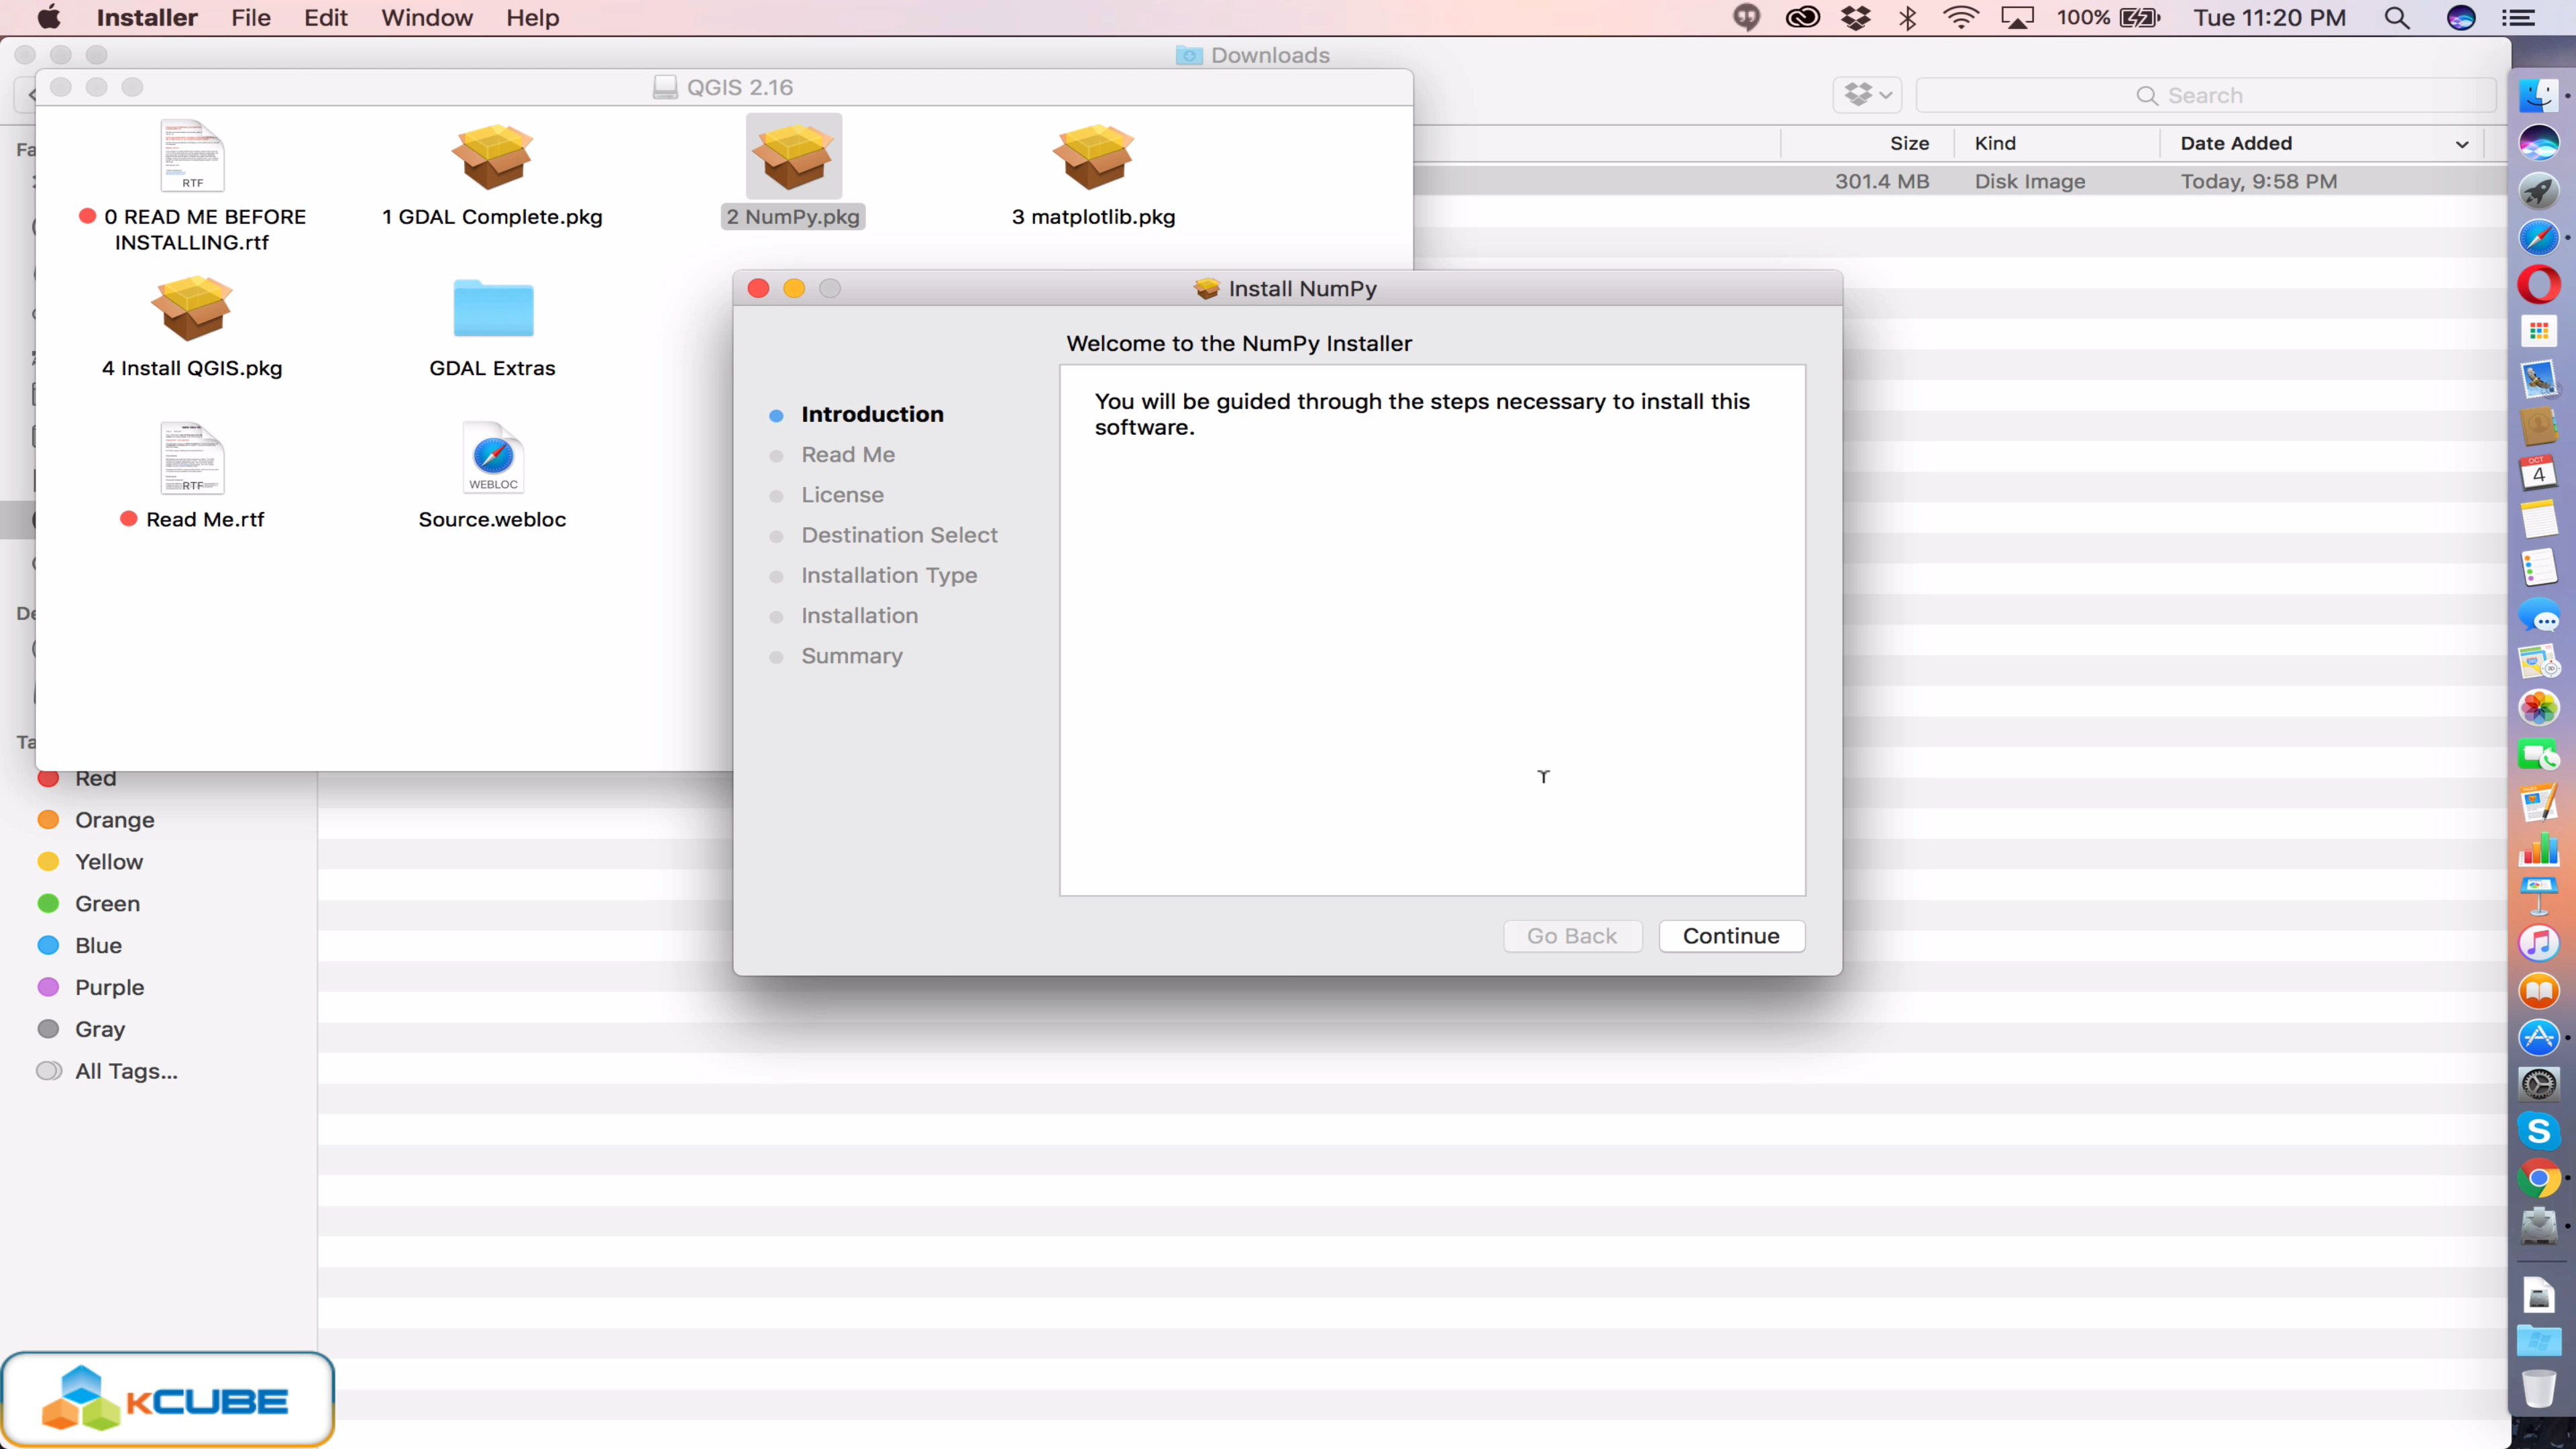 Installer File Edit Window Help
100% Tue 11:20 PM
Downloads
QGIS 2.16
Search
Fa
Size Kind Date Added
301.4 MB Disk Image Today, 9:58 PM
RTF
0 READ ME BEFORE
INSTALLING.rtf
1 GDAL Complete.pkg
2 NumPy.pkg
3 matplotlib.pkg
4 Install QGIS.pkg
GDAL Extras
RTF
Read Me.rtf
WEBLOC
Source.webloc
De
Ta
Red
Orange
Yellow
Green
Blue
Purple
Gray
All Tags...
Install NumPy
Welcome to the NumPy Installer
Introduction
Read Me
License
Destination Select
Installation Type
Installation
Summary
You will be guided through the steps necessary to install this
software.
Go Back Continue
OCT
4
KCUBE